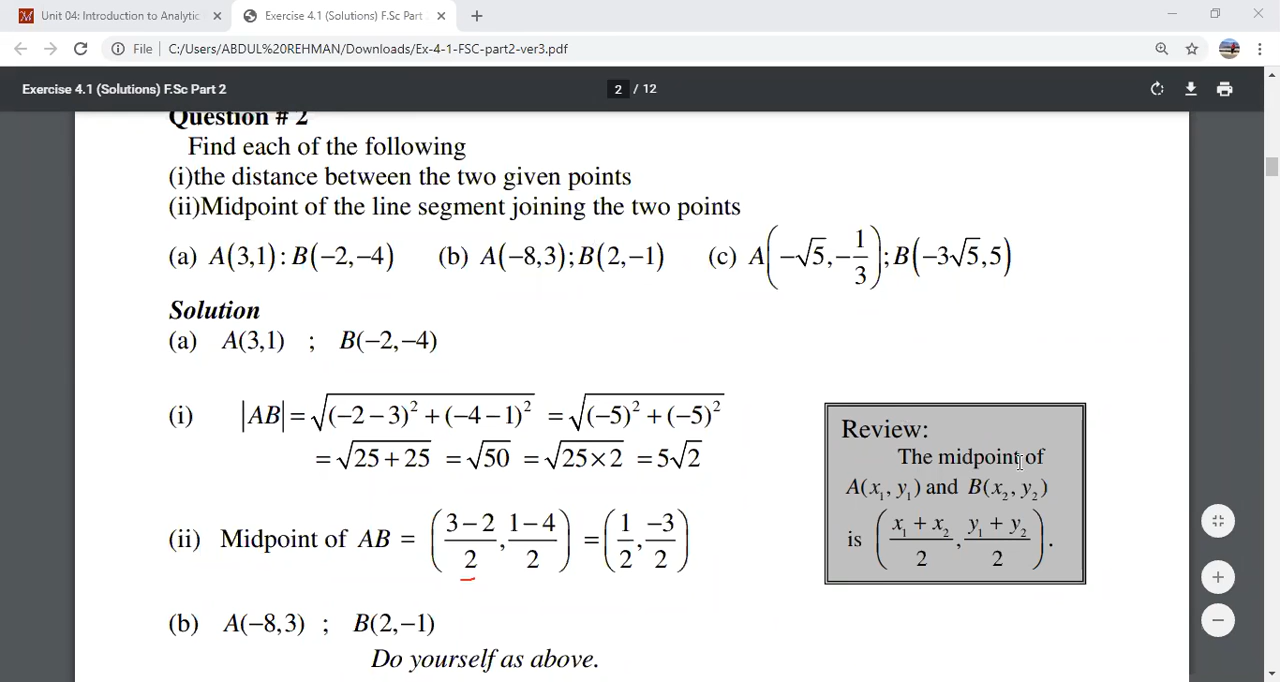 Unit 04: Introduction to Analytic
Exercise 4.1 (Solutions) F.Sc Part
File C:/Users/ABDUL%20REHMAN/Downloads/Ex-4-1-FSC-part2-ver3.pdf
Exercise 4.1 (Solutions) F.Sc Part 2
2 / 12
Question # 2
Find each of the following
(i)the distance between the two given points
(ii)Midpoint of the line segment joining the two points
(a) A(3,1) : B(−2,−4) (b) A(−8,3); B(2,−1) (c) A(−√5,−1/3); B(−3√5,5)
Solution
(a) A(3,1) ; B(−2,−4)
(i) |AB| = √((−2−3)² + (−4−1)²) = √((−5)² + (−5)²)
= √(25+25) = √50 = √(25×2) = 5√2
(ii) Midpoint of AB = ((3−2)/2, (1−4)/2) = (1/2, −3/2)
(b) A(−8,3) ; B(2,−1)
Do yourself as above.
Review:
The midpoint of
A(x₁, y₁) and B(x₂, y₂)
is ((x₁ + x₂)/2, (y₁ + y₂)/2).